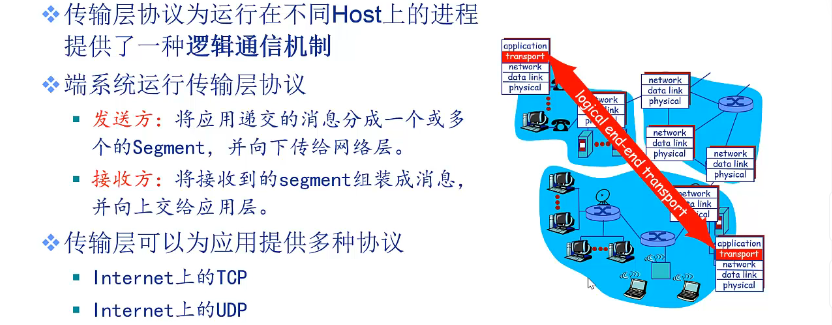 传输层协议为运行在不同Host上的进程
提供了一种逻辑通信机制
端系统运行传输层协议
发送方：将应用递交的消息分成一个或多
个的Segment，并向下传给网络层。
接收方：将接收到的segment组装成消息，
并向上交给应用层。
传输层可以为应用提供多种协议
Internet上的TCP
Internet上的UDP
application
transport
network
data link
physical
network
data link
physical
network
data link
physical
network
data link
physical
network
data link
physical
logical end-end transport
network
data link
physical
application
transport
network
data link
physical